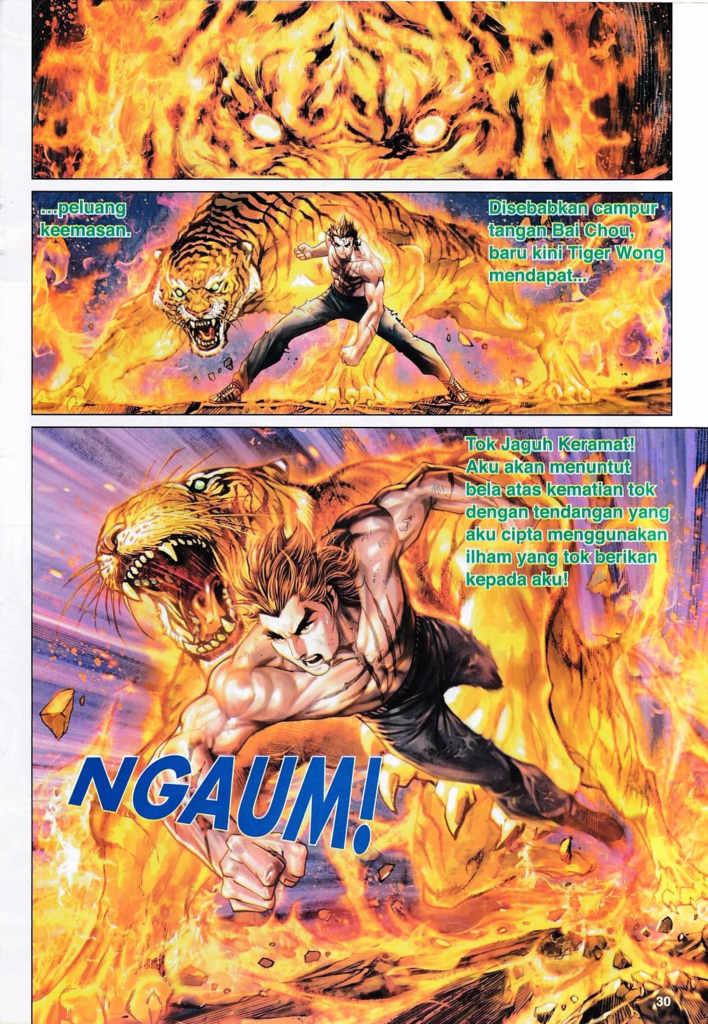 Disebabkan campur
tangan Bai Chou,
baru kini Tiger Wong
mendapat...
...peluang
keemasan.
Tok Jaguh Keramat!
Aku akan menuntut
bela atas kematian tok
dengan tendangan yang
aku cipta menggunakan
ilham yang tok berikan
kepada aku!
NGAUM!
30